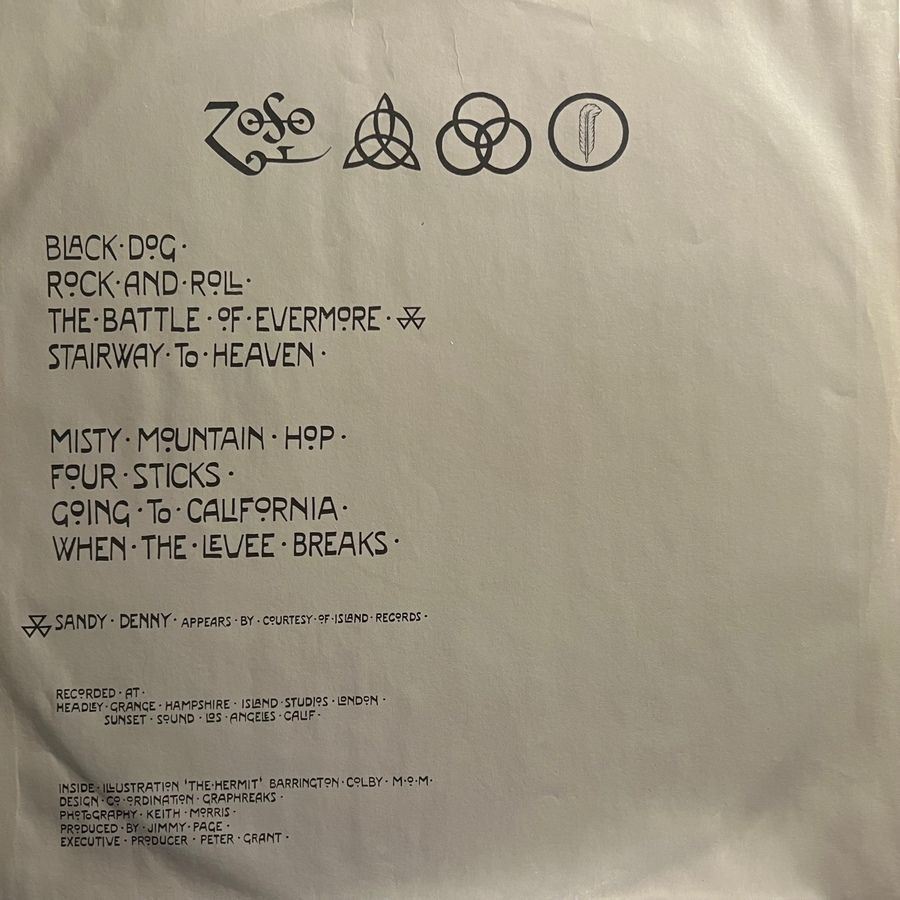 ZOSO
BLACK·DOG·
ROCK·AND·ROLL·
THE·BATTLE·OF·EVERMORE·
STAIRWAY·To·HEAVEN·
MISTY·MOUNTAIN·HOP·
FOUR·STICKS·
GOING·To·CALIFORNIA·
WHEN·THE·LEVEE·BREAKS·
SANDY·DENNY·APPEARS·BY·COURTESY·OF·ISLAND·RECORDS·
RECORDED·AT·
HEADLEY·GRANGE·HAMPSHIRE·ISLAND·STUDIOS·LONDON·
SUNSET·SOUND·LOS·ANGELES·CALIF·
INSIDE·ILLUSTRATION 'THE·HERMIT' BARRINGTON·COLBY·M·O·M·
DESIGN·CO·ORDINATION·GRAPHREAKS·
PHOToGRAPHY·KEITH·MORRIS·
PRODUCED·BY·JIMMY·PAGE·
EXECUTIVE·PRODUCER·PETER·GRANT·